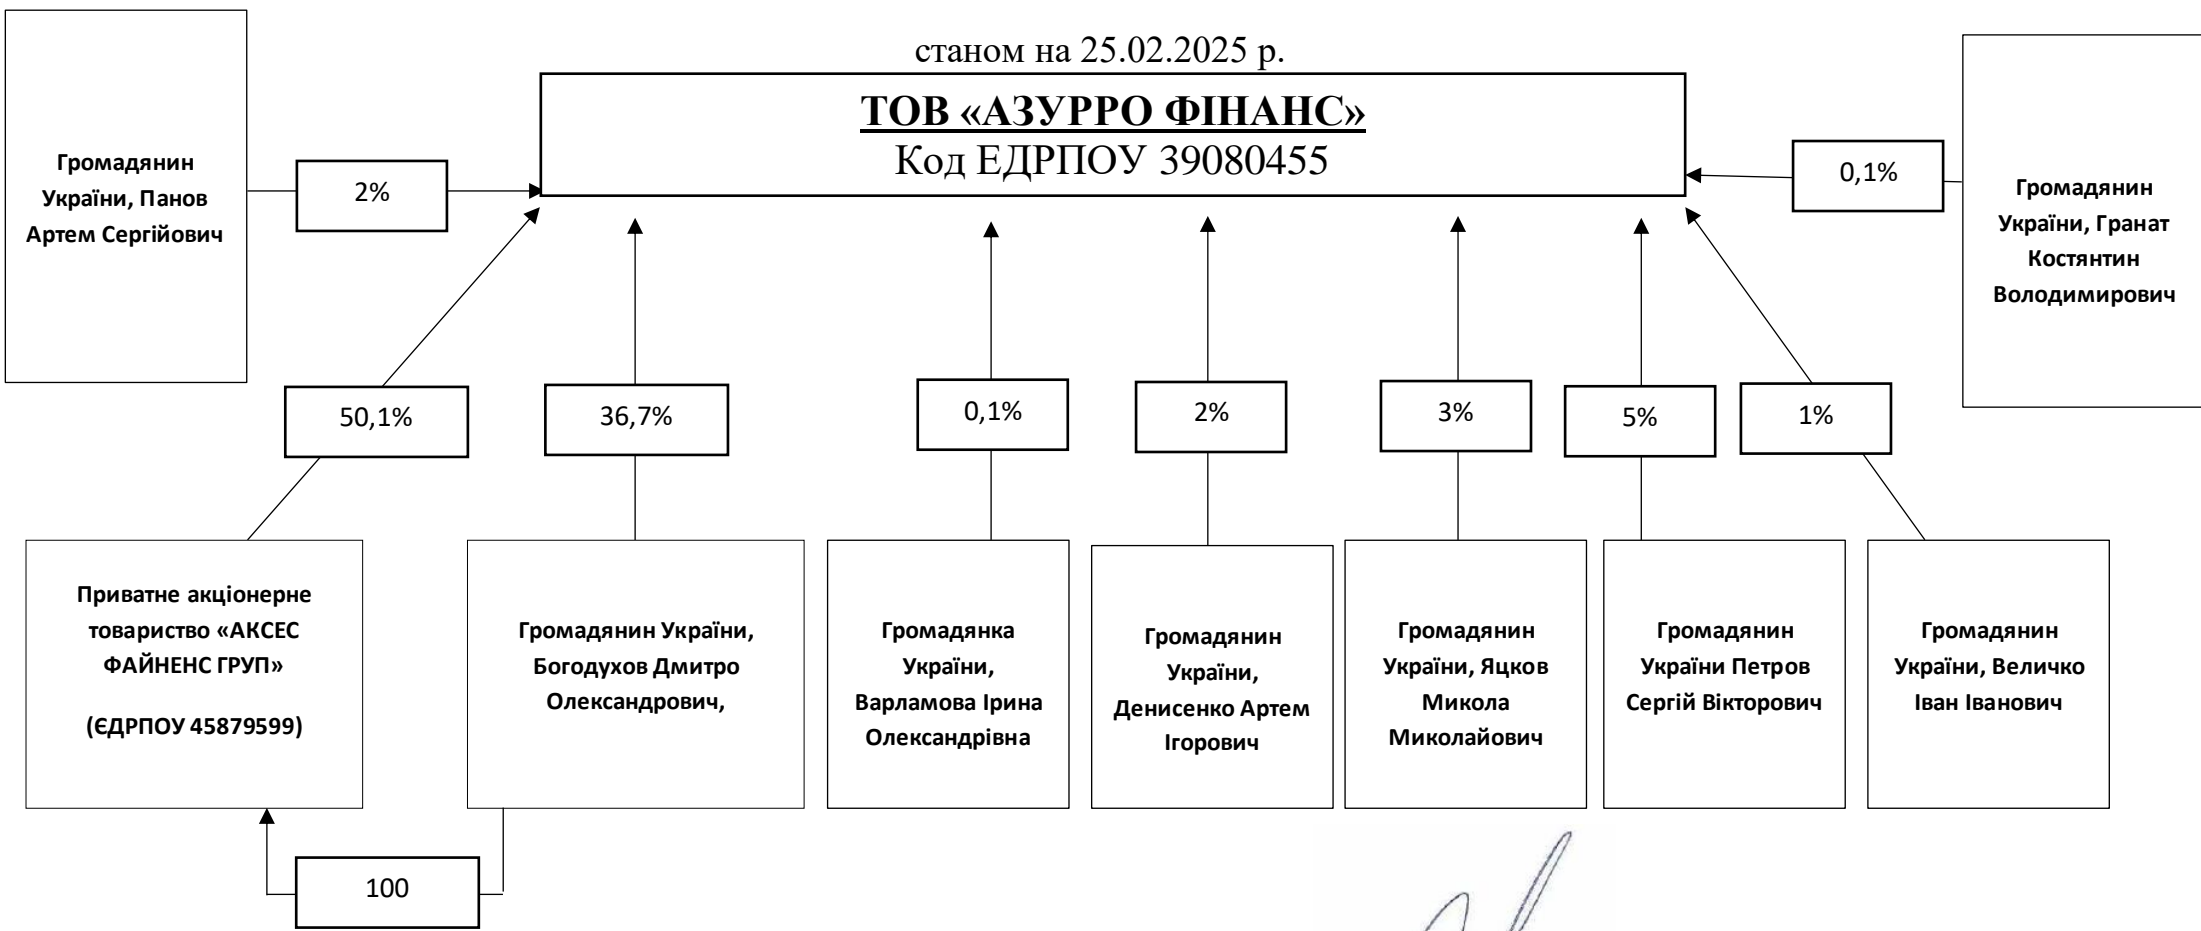 станом на 25.02.2025 р.
ТОВ «АЗУРРО ФІНАНС»
Код ЕДРПОУ 39080455
Громадянин
України, Панов
Артем Сергійович
2%
0,1%
Громадянин
України, Гранат
Костянтин
Володимирович
50,1%
36,7%
0,1%
2%
3%
5%
1%
Приватне акціонерне
товариство «АКСЕС
ФАЙНЕНС ГРУП»
(ЄДРПОУ 45879599)
Громадянин України,
Богодухов Дмитро
Олександрович,
Громадянка
України,
Варламова Ірина
Олександрівна
Громадянин
України,
Денисенко Артем
Ігорович
Громадянин
України, Яцков
Микола
Миколайович
Громадянин
України Петров
Сергій Вікторович
Громадянин
України, Величко
Іван Іванович
100